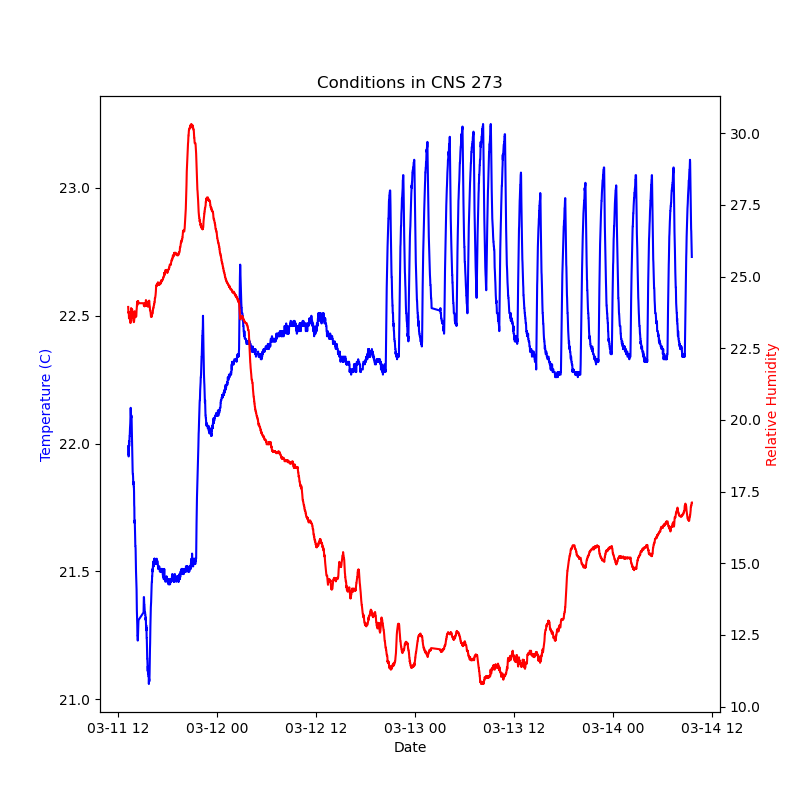 Conditions in CNS 273
Temperature (C)
23.0
22.5
22.0
21.5
21.0
30.0
27.5
25.0
22.5
20.0
17.5
15.0
12.5
10.0
Relative Humidity
03-11 12 03-12 00 03-12 12 03-13 00 03-13 12 03-14 00 03-14 12
Date